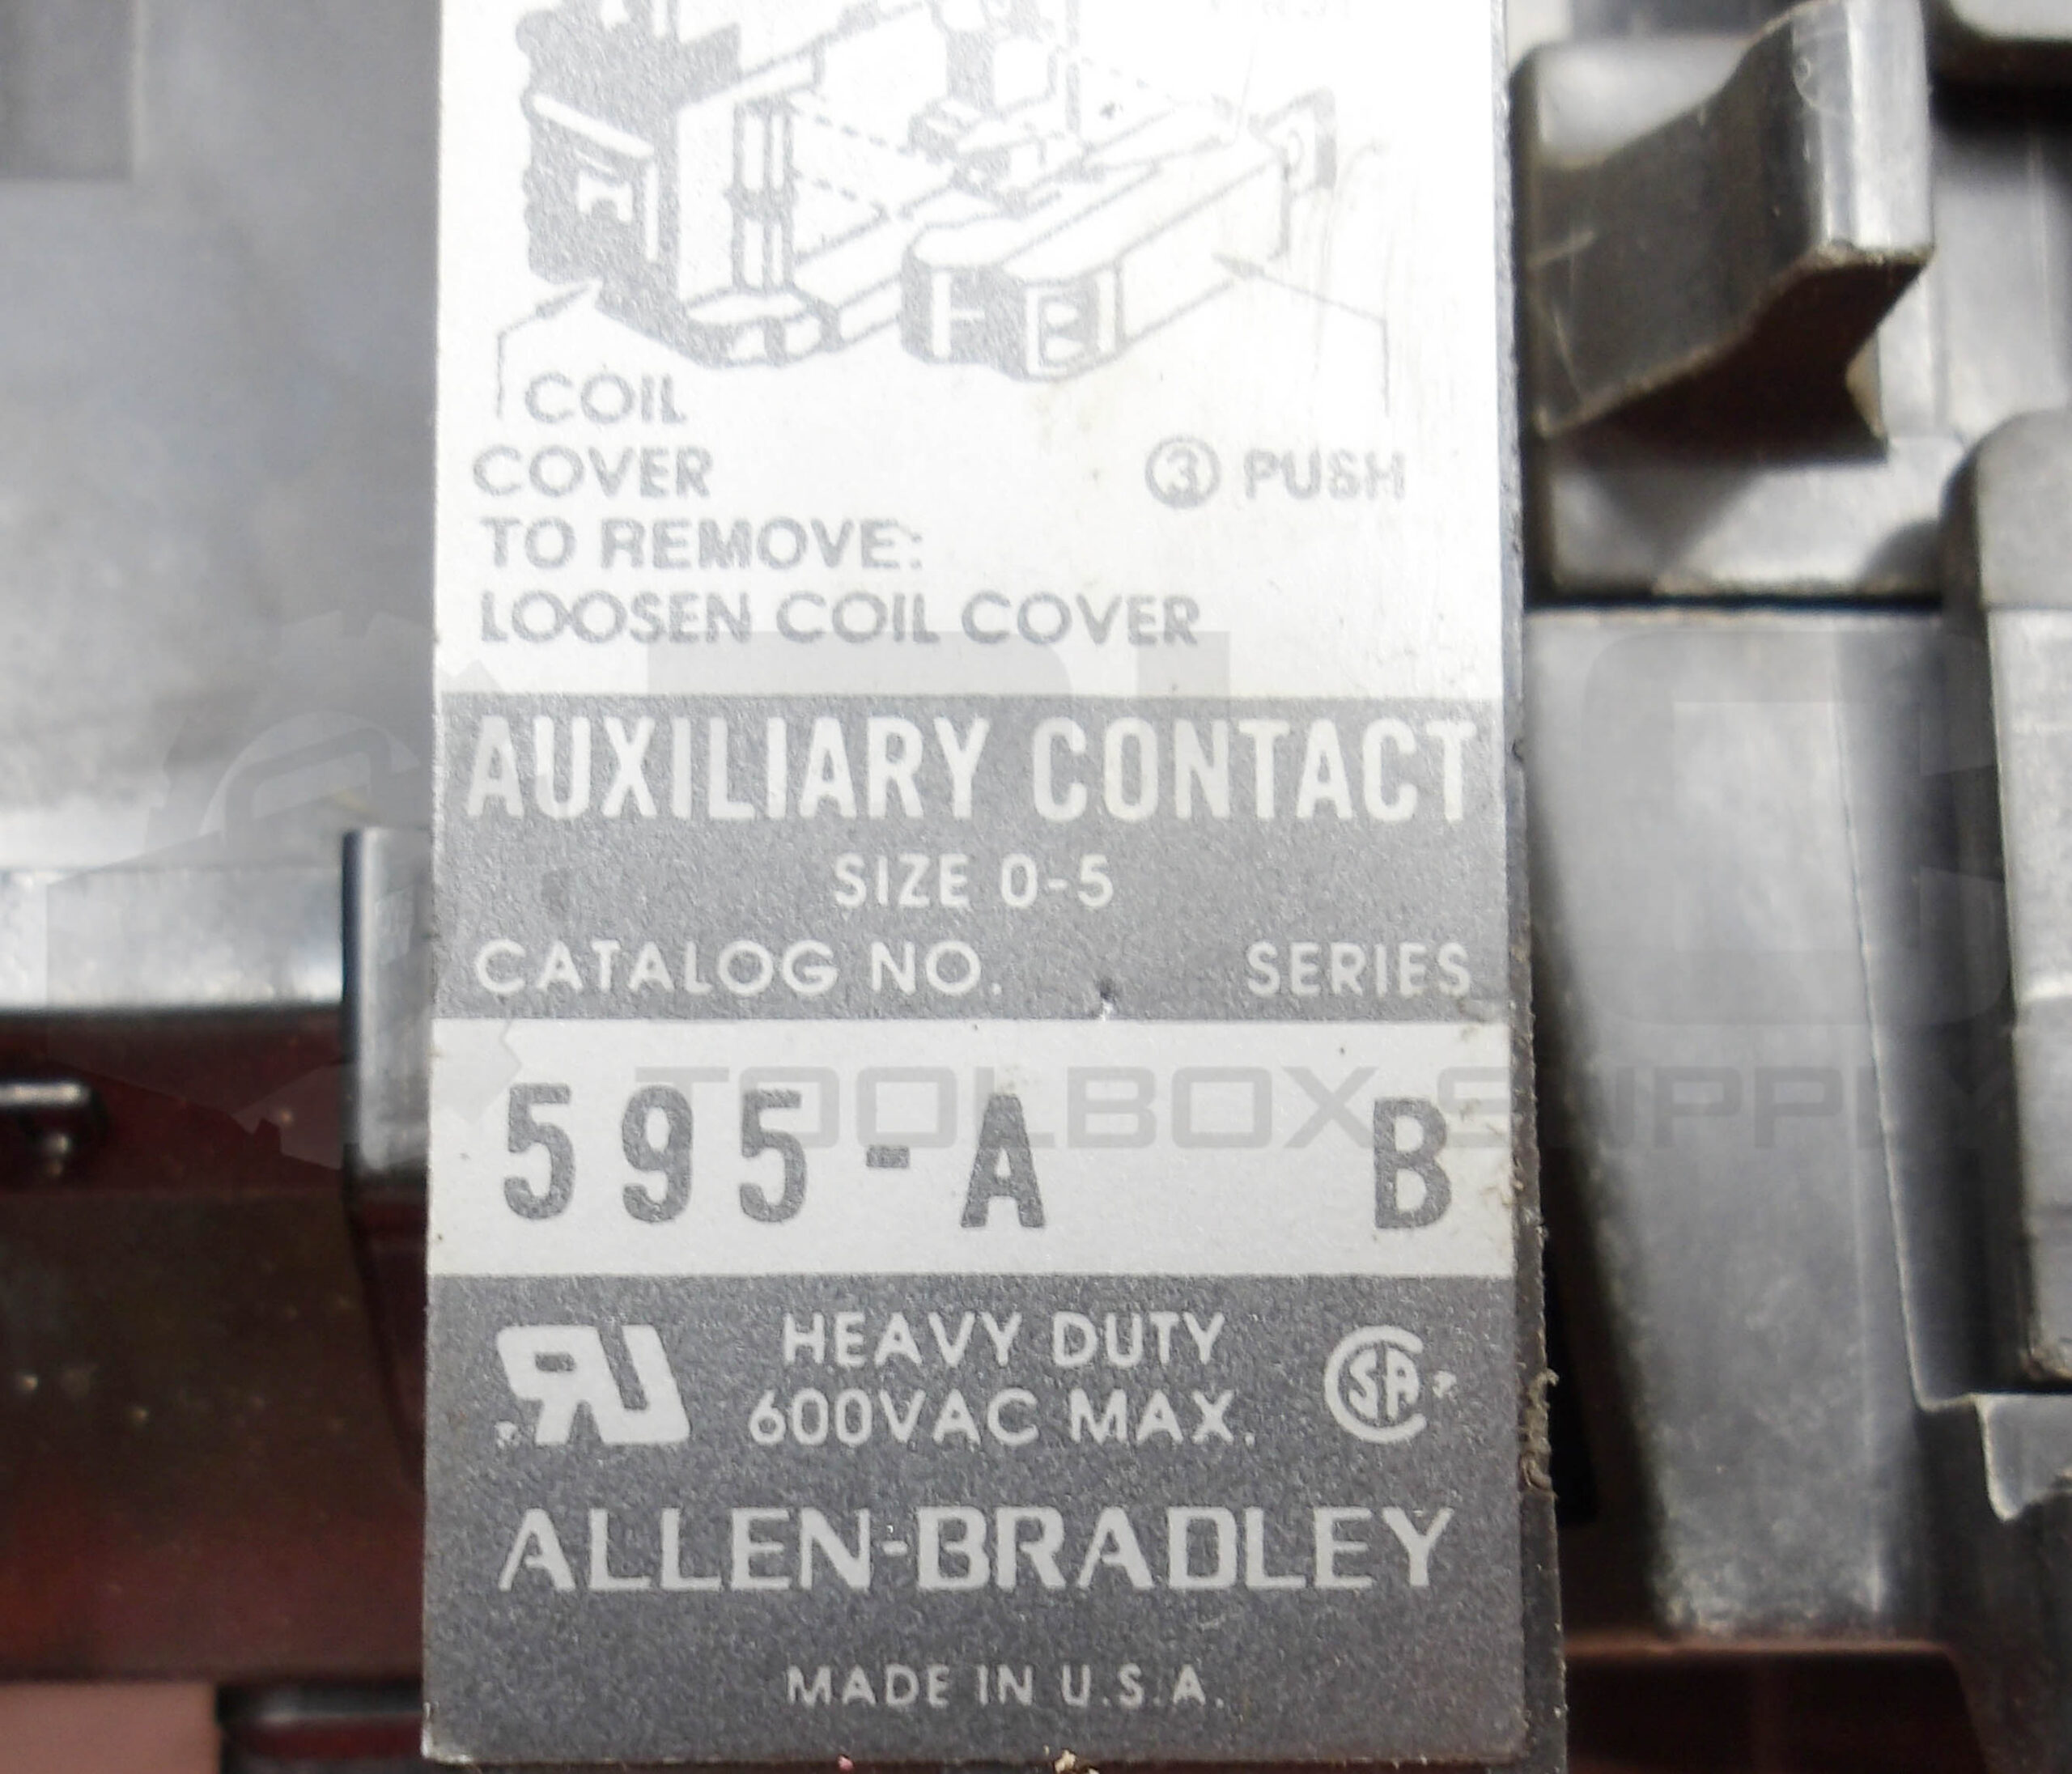 COIL
COVER
③ PUSH
TO REMOVE:
LOOSEN COIL COVER
AUXILIARY CONTACT
SIZE 0-5
CATALOG NO. SERIES
595-A B
TOOLBOX SUPPLY
HEAVY DUTY
600VAC MAX.
ALLEN-BRADLEY
MADE IN U.S.A.